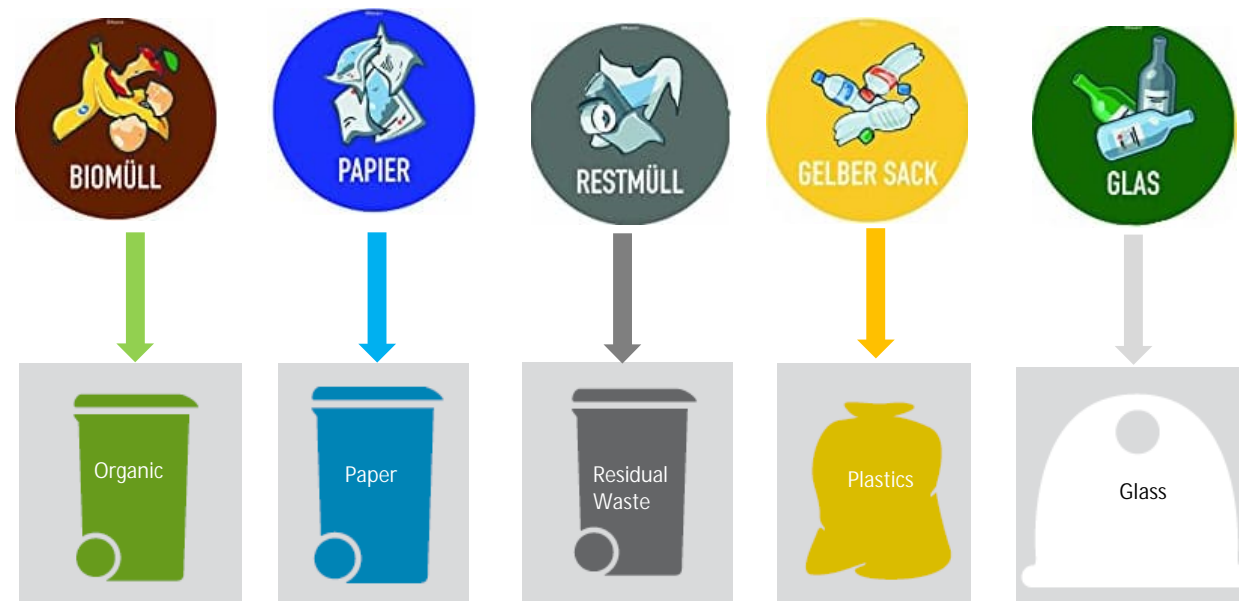 BIOMÜLL
PAPIER
RESTMÜLL
GELBER SACK
GLAS
Organic
Paper
Residual
Waste
Plastics
Glass